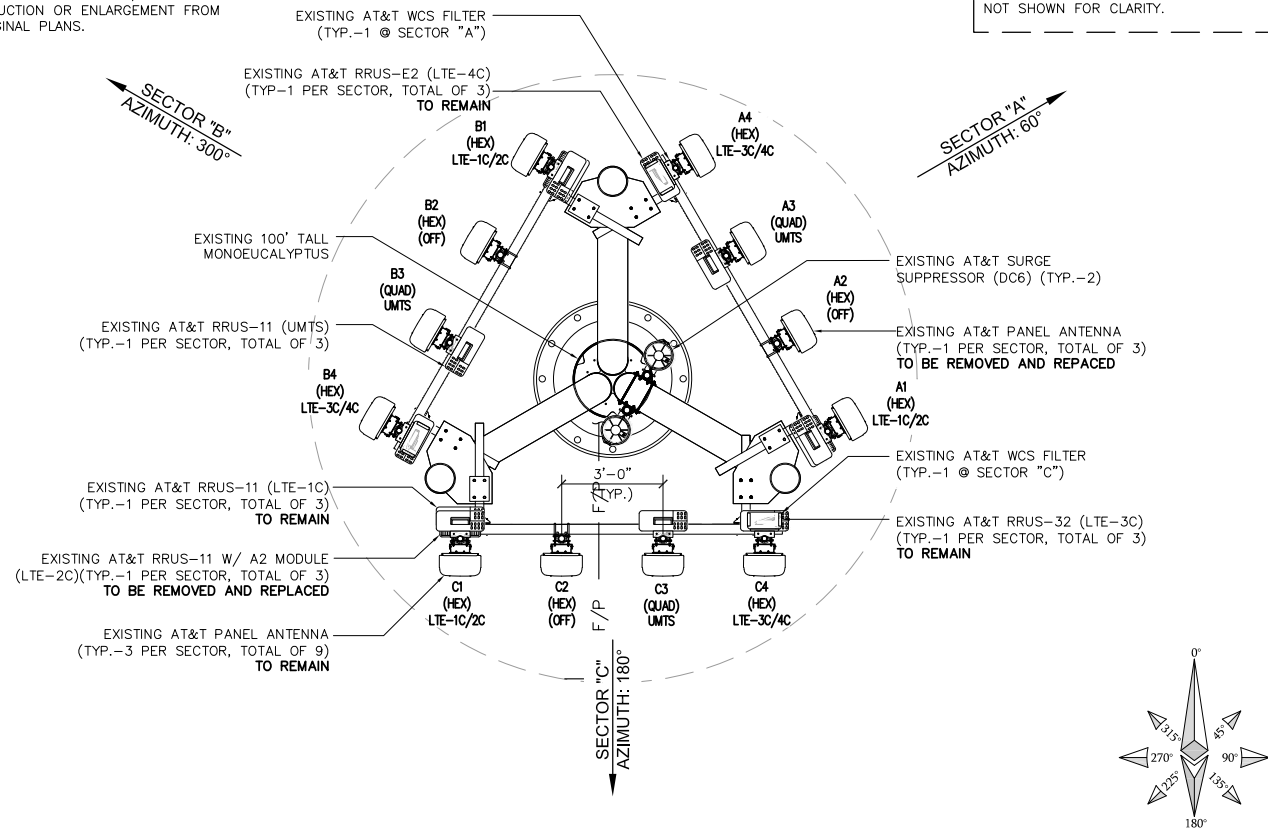 UCTION OR ENLARGEMENT FROM
GINAL PLANS.
NOT SHOWN FOR CLARITY.
EXISTING AT&T WCS FILTER
(TYP.-1 @ SECTOR "A")
EXISTING AT&T RRUS-E2 (LTE-4C)
(TYP-1 PER SECTOR, TOTAL OF 3)
TO REMAIN
SECTOR "B"
AZIMUTH: 300°
SECTOR "A"
AZIMUTH: 60°
B1
(HEX)
LTE-1C/2C
A4
(HEX)
LTE-3C/4C
B2
(HEX)
(OFF)
A3
(QUAD)
UMTS
EXISTING 100' TALL
MONOEUCALYPTUS
EXISTING AT&T SURGE
SUPPRESSOR (DC6) (TYP.-2)
B3
(QUAD)
UMTS
A2
(HEX)
(OFF)
EXISTING AT&T RRUS-11 (UMTS)
(TYP.-1 PER SECTOR, TOTAL OF 3)
EXISTING AT&T PANEL ANTENNA
(TYP.-1 PER SECTOR, TOTAL OF 3)
TO BE REMOVED AND REPACED
B4
(HEX)
LTE-3C/4C
A1
(HEX)
LTE-1C/2C
EXISTING AT&T WCS FILTER
(TYP.-1 @ SECTOR "C")
3'-0"
(TYP.)
F/P
EXISTING AT&T RRUS-11 (LTE-1C)
(TYP.-1 PER SECTOR, TOTAL OF 3)
TO REMAIN
EXISTING AT&T RRUS-32 (LTE-3C)
(TYP.-1 PER SECTOR, TOTAL OF 3)
TO REMAIN
EXISTING AT&T RRUS-11 W/ A2 MODULE
(LTE-2C)(TYP.-1 PER SECTOR, TOTAL OF 3)
TO BE REMOVED AND REPLACED
C1
(HEX)
LTE-1C/2C
C2
(HEX)
(OFF)
F/P
C3
(QUAD)
UMTS
C4
(HEX)
LTE-3C/4C
EXISTING AT&T PANEL ANTENNA
(TYP.-3 PER SECTOR, TOTAL OF 9)
TO REMAIN
SECTOR "C"
AZIMUTH: 180°
0°
315°
45°
270°
90°
225°
135°
180°